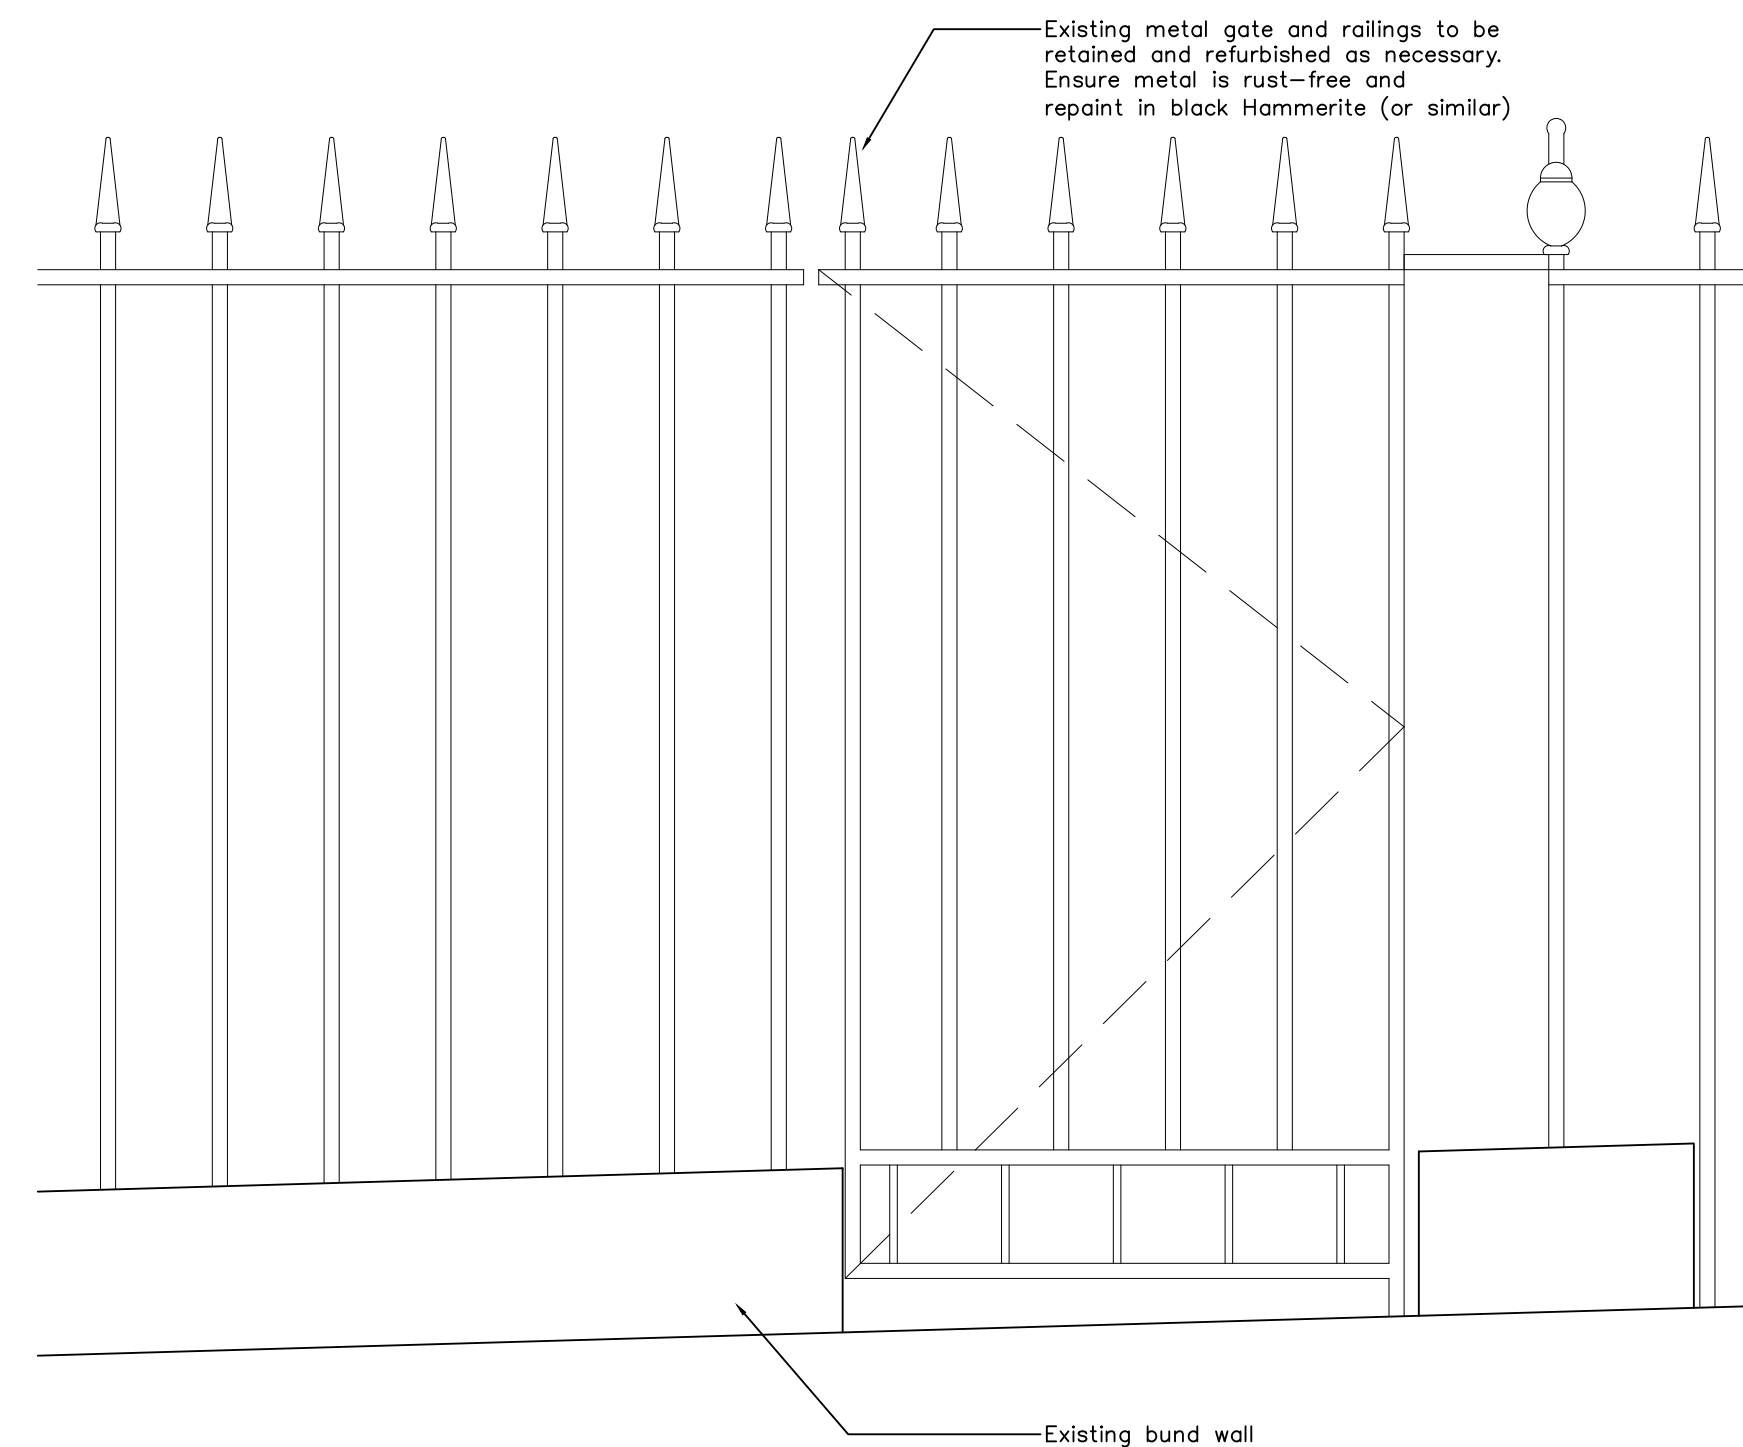 Existing metal gate and railings to be
retained and refurbished as necessary.
Ensure metal is rust-free and
repaint in black Hammerite (or similar)
Existing bund wall